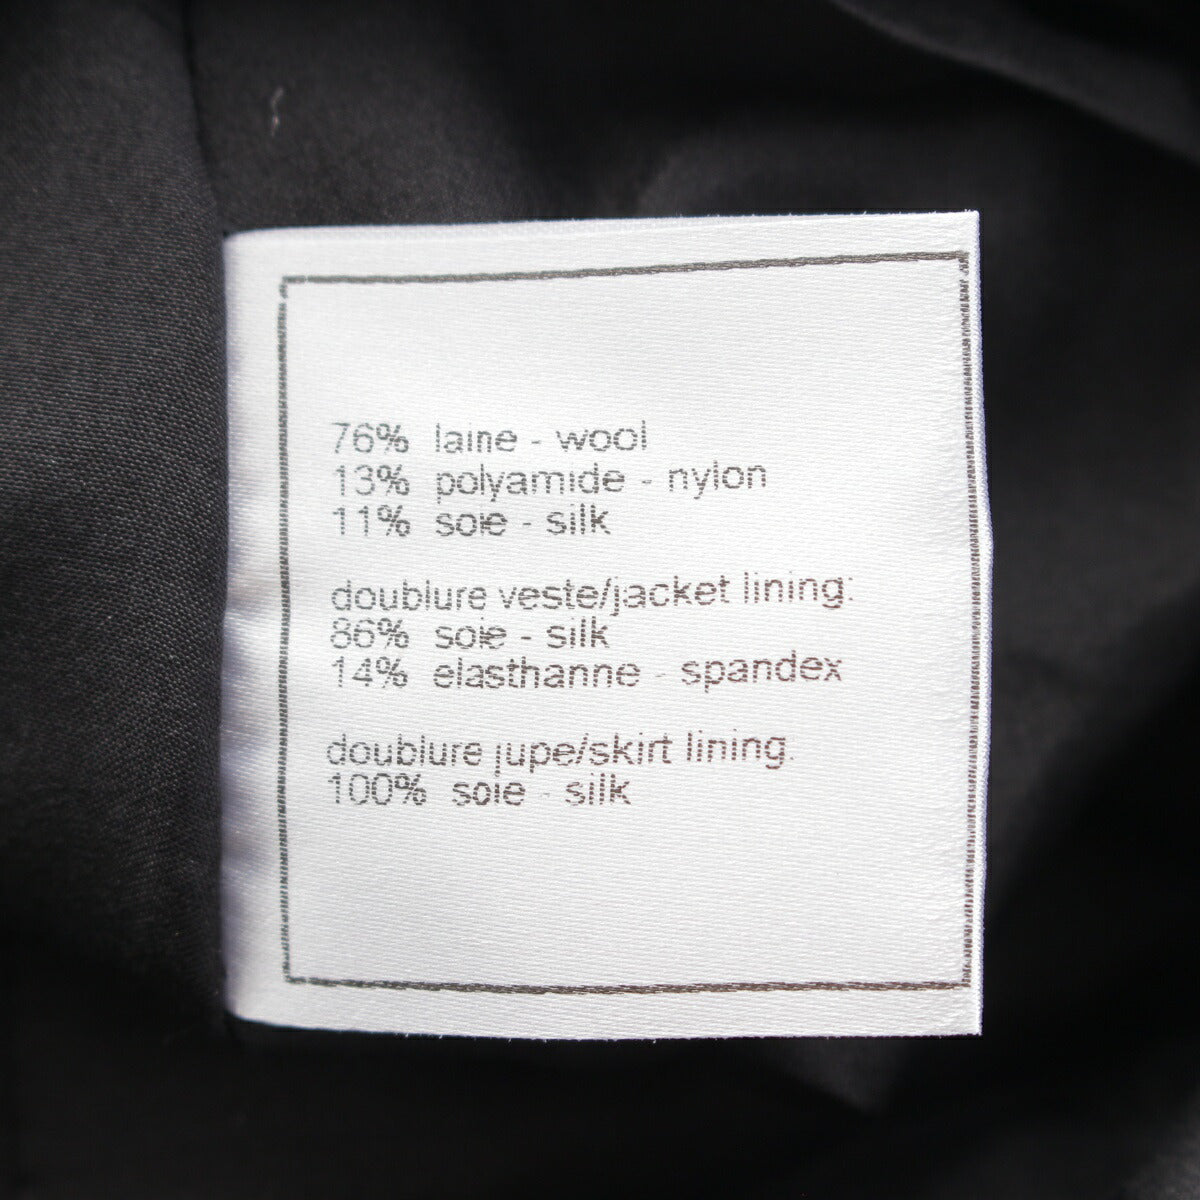 76% laine - wool
13% polyamide - nylon
11% soie - silk
doublure veste/jacket lining:
86% soie - silk
14% elasthanne - spandex
doublure jupe/skirt lining:
100% soie - silk